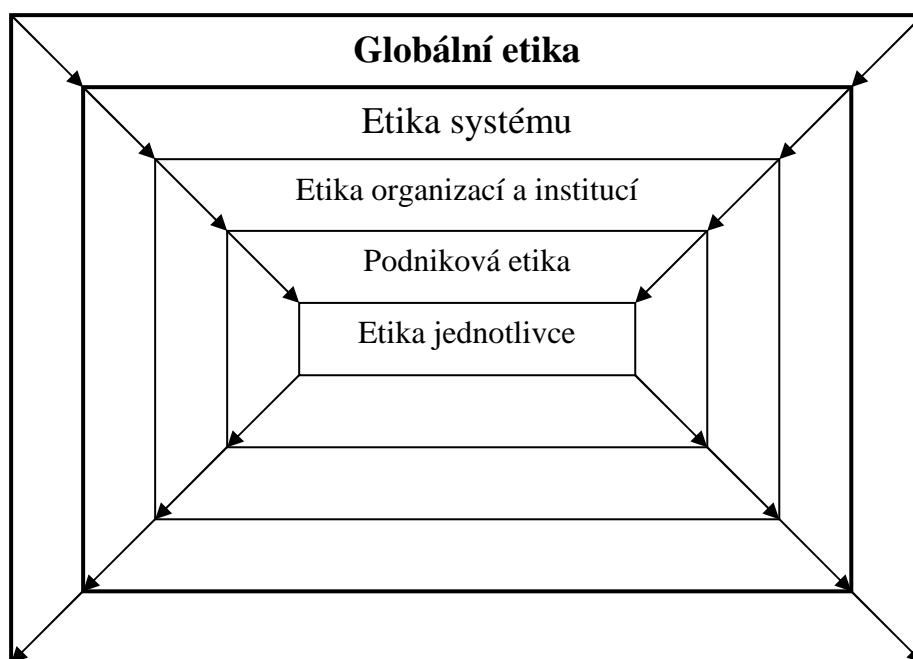 Globální etika
Etika systému
Etika organizací a institucí
Podniková etika
Etika jednotlivce